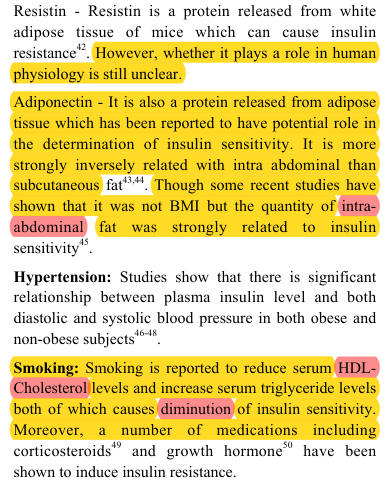 Resistin - Resistin is a protein released from white
adipose tissue of mice which can cause insulin
resistance42. However, whether it plays a role in human
physiology is still unclear.
Adiponectin - It is also a protein released from adipose
tissue which has been reported to have potential role in
the determination of insulin sensitivity. It is more
strongly inversely related with intra abdominal than
subcutaneous fat43,44. Though some recent studies have
shown that it was not BMI but the quantity of intra-
abdominal fat was strongly related to insulin
sensitivity45.
Hypertension: Studies show that there is significant
relationship between plasma insulin level and both
diastolic and systolic blood pressure in both obese and
non-obese subjects46-48.
Smoking: Smoking is reported to reduce serum HDL-
Cholesterol levels and increase serum triglyceride levels
both of which causes diminution of insulin sensitivity.
Moreover, a number of medications including
corticosteroids49 and growth hormone50 have been
shown to induce insulin resistance.